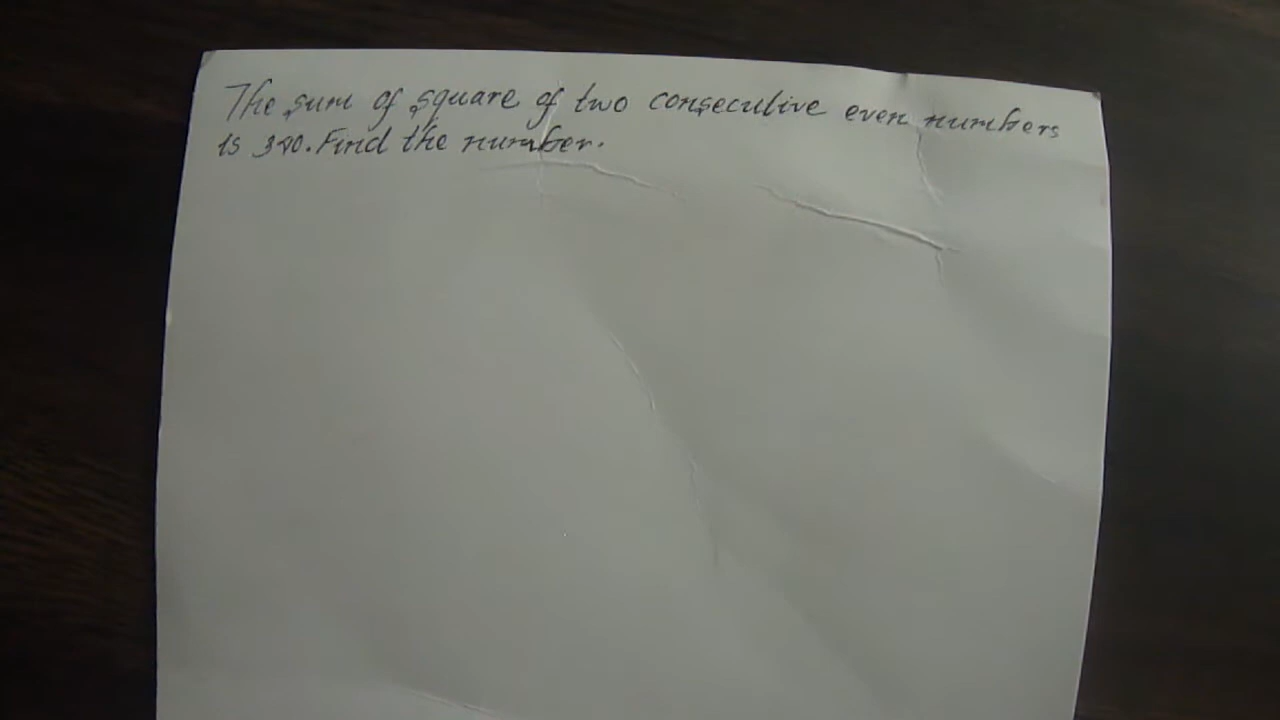 The sum of square of two consecutive even numbers
is 340. Find the number.